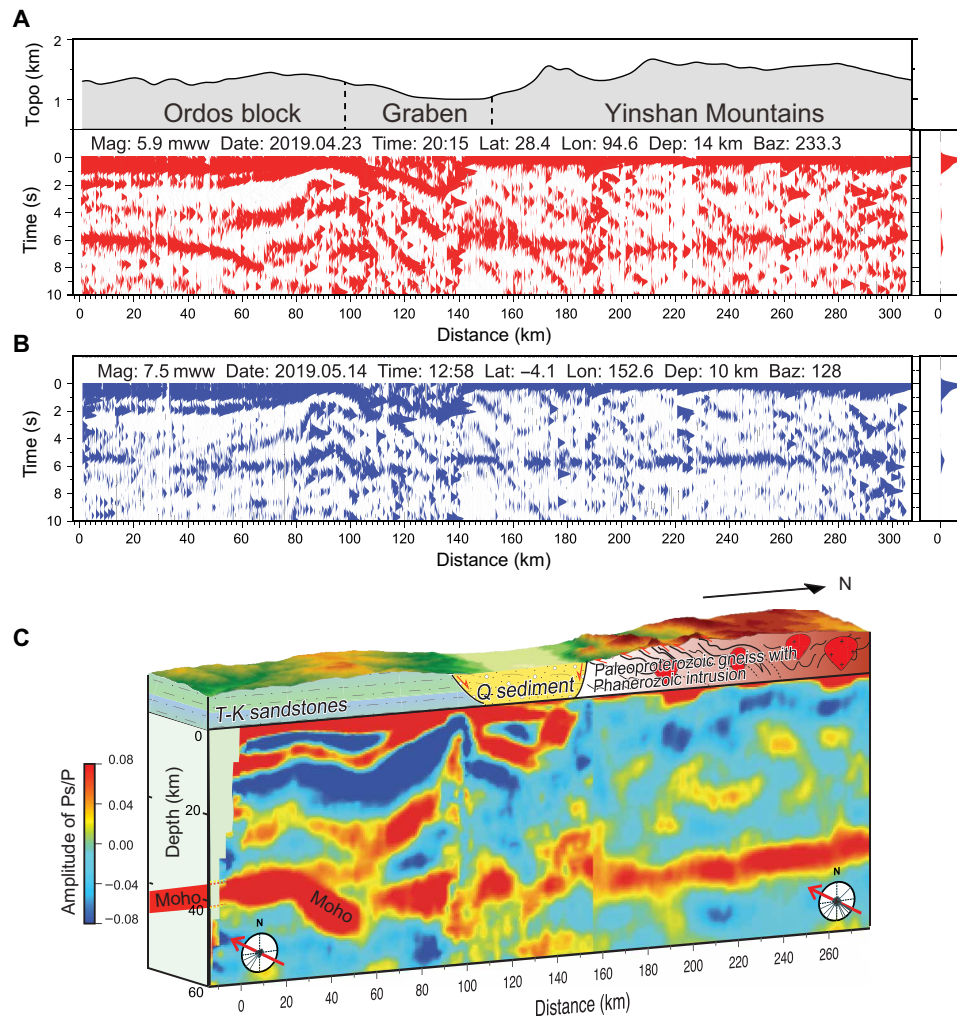 A
Topo (km)
2
1
Ordos block
Graben
Yinshan Mountains
Mag: 5.9 mww Date: 2019.04.23 Time: 20:15 Lat: 28.4 Lon: 94.6 Dep: 14 km Baz: 233.3
Time (s)
0
2
4
6
8
10
0 20 40 60 80 100 120 140 160 180 200 220 240 260 280 300 0
Distance (km)
B
Mag: 7.5 mww Date: 2019.05.14 Time: 12:58 Lat: –4.1 Lon: 152.6 Dep: 10 km Baz: 128
Time (s)
0
2
4
6
8
10
0 20 40 60 80 100 120 140 160 180 200 220 240 260 280 300 0
Distance (km)
C
N
T-K sandstones
Q sediment
Paleoproterozoic gneiss with
Phanerozoic intrusion
Amplitude of Ps/P
0.08
0.04
0.00
–0.04
–0.08
Depth (km)
0
20
40
60
Moho
Moho
N
N
0 20 40 60 80 100 120 140 160 180 200 220 240 260
Distance (km)